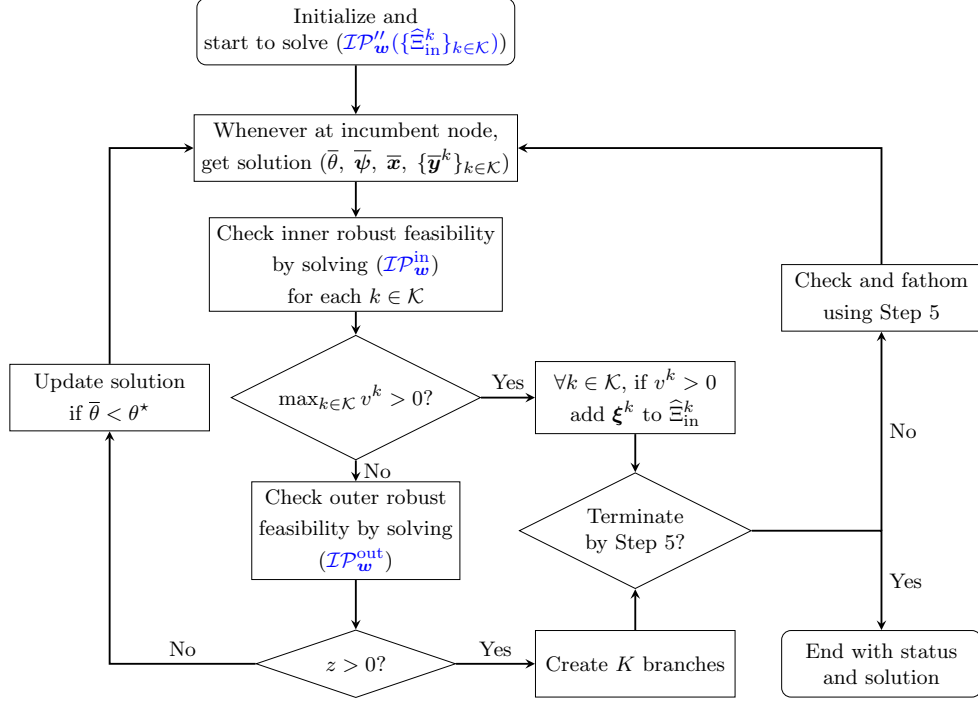 Initialize and
start to solve (𝓘𝓟″_𝒘({Ξ̂ᵏ_in}_{k∈𝒦}))
Whenever at incumbent node,
get solution (θ̅, 𝝍̅, 𝒙̅, {𝒚̅ᵏ}_{k∈𝒦})
Check inner robust feasibility
by solving (𝓘𝓟^in_𝒘)
for each k ∈ 𝒦
Check and fathom
using Step 5
Update solution
if θ̅ < θ⋆
max_{k∈𝒦} vᵏ > 0?
Yes
∀k ∈ 𝒦, if vᵏ > 0
add 𝝃ᵏ to Ξ̂ᵏ_in
No
No
Check outer robust
feasibility by solving
(𝓘𝓟^out_𝒘)
Terminate
by Step 5?
Yes
No
z > 0?
Yes
Create K branches
End with status
and solution